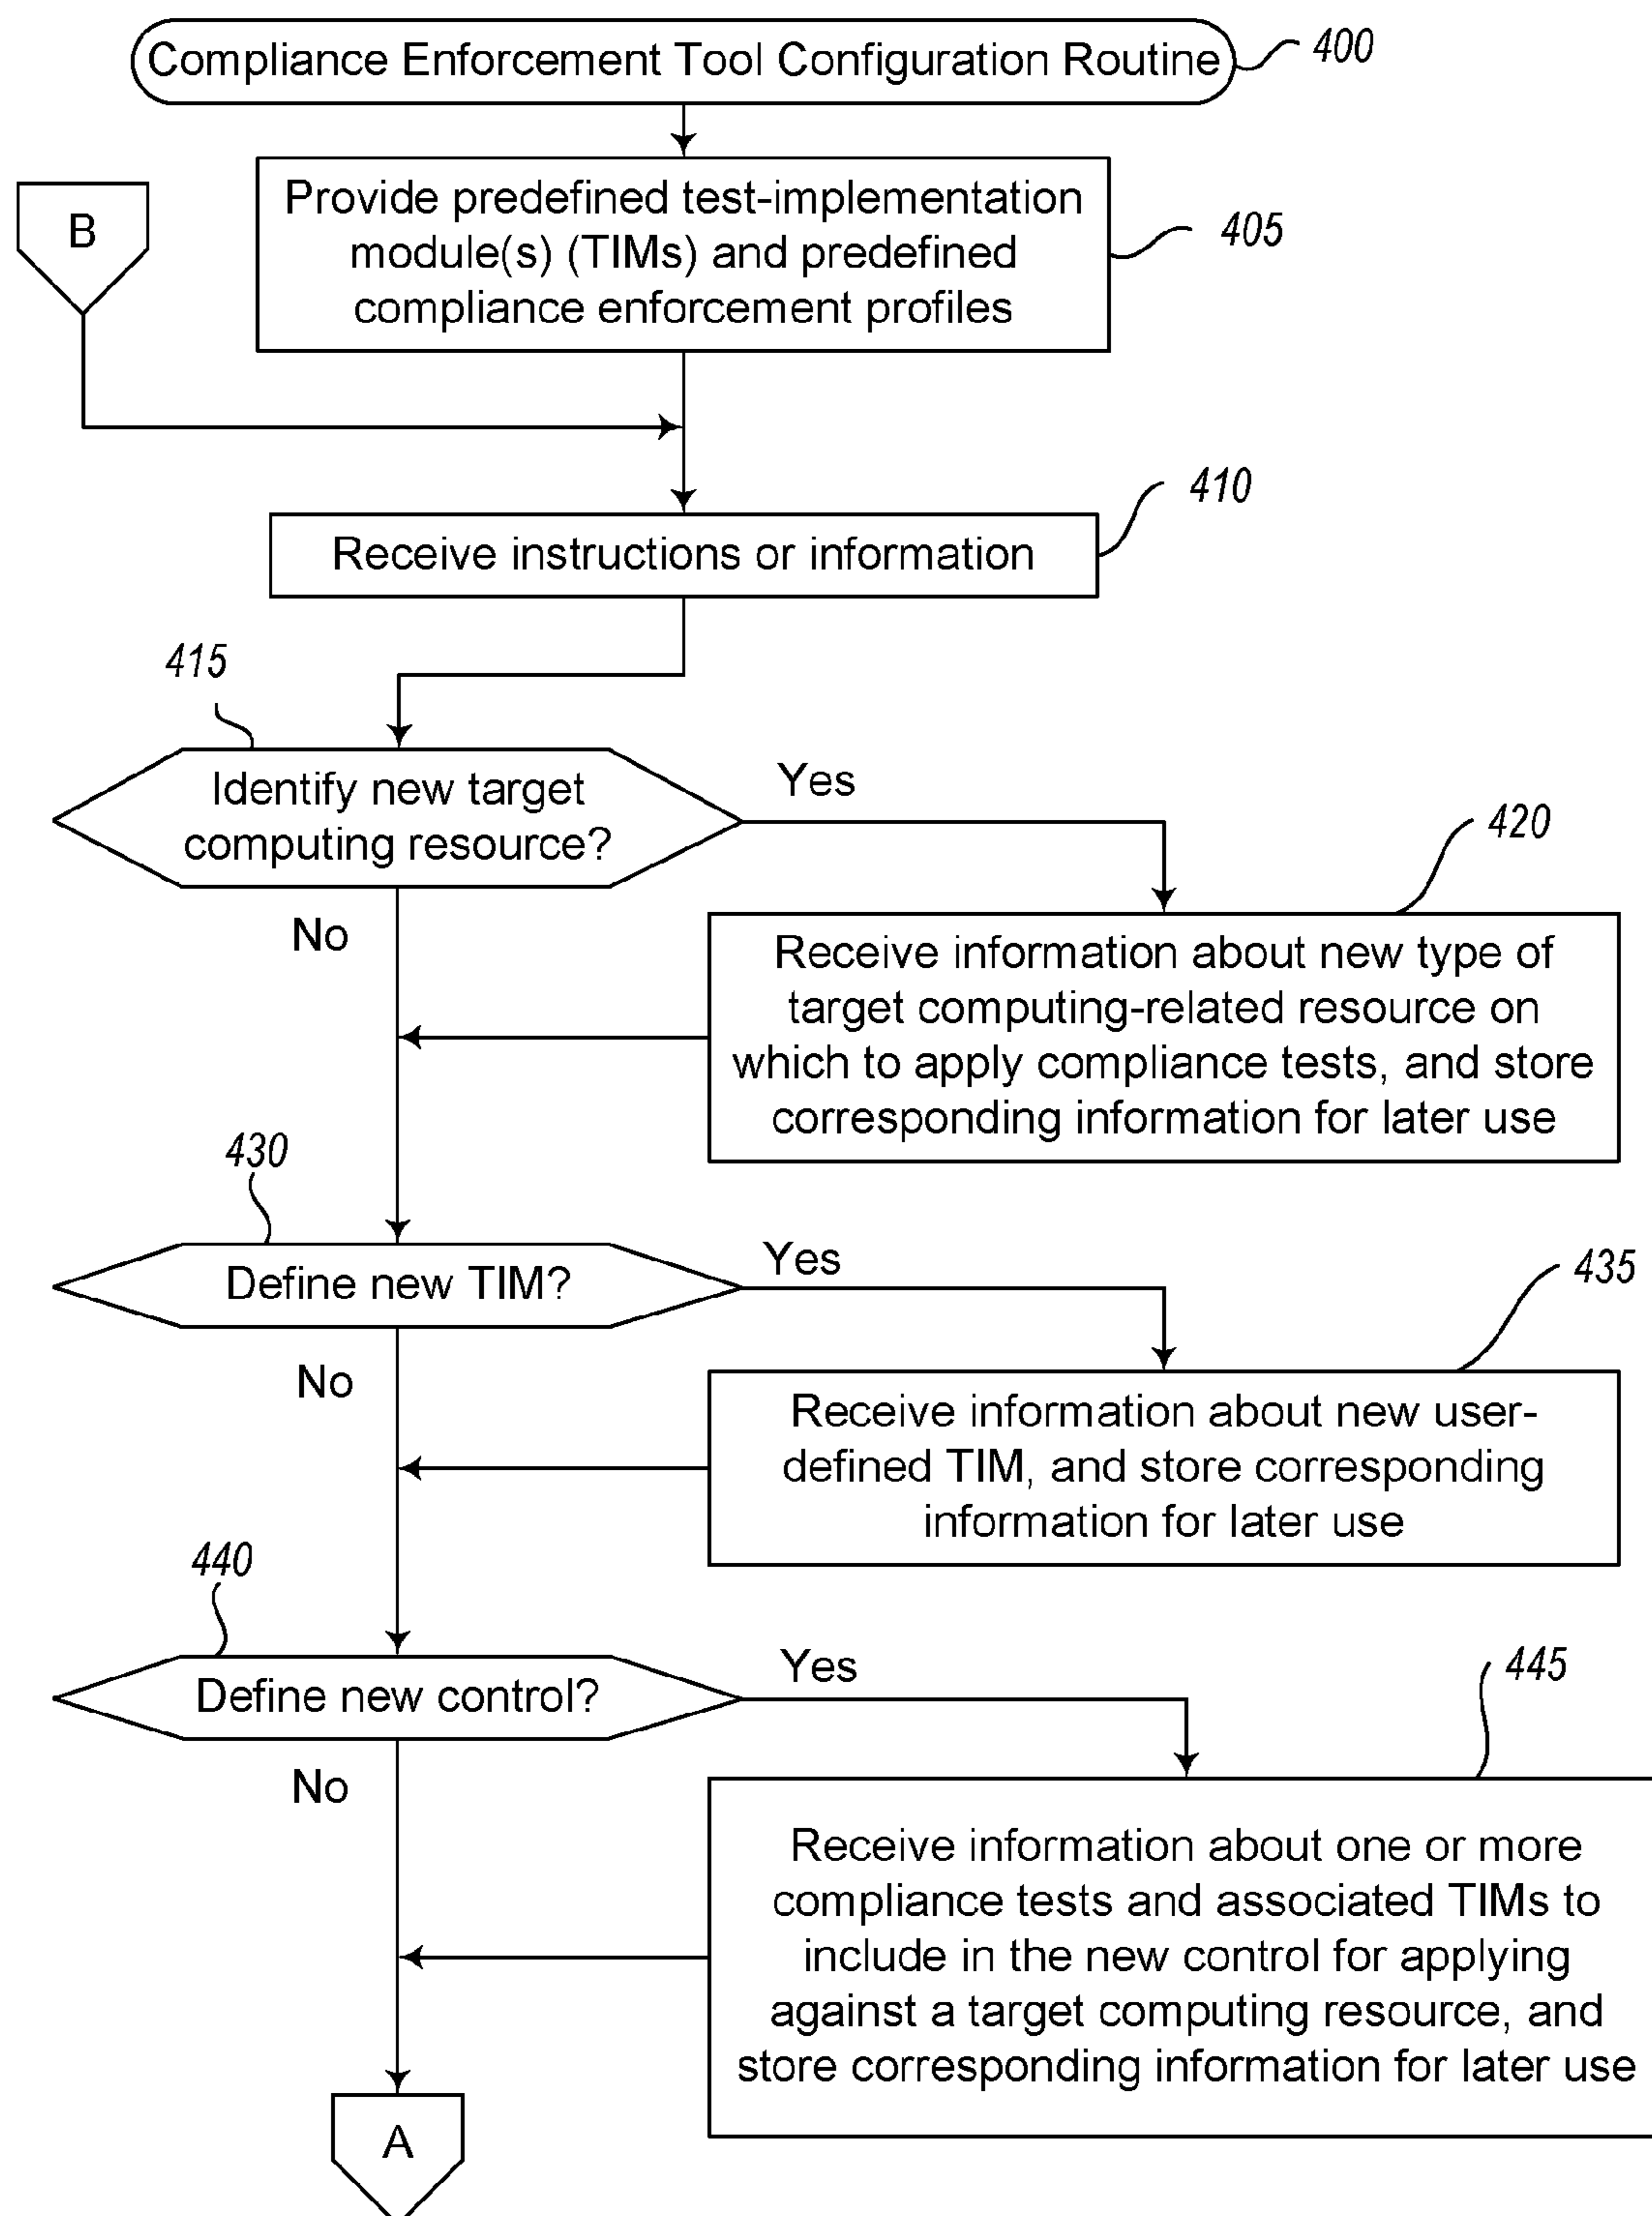 Compliance Enforcement Tool Configuration Routine
400
Provide predefined test-implementation
module(s) (TIMs) and predefined
compliance enforcement profiles
405
B
410
Receive instructions or information
415
Identify new target
computing resource?
Yes
No
420
Receive information about new type of
target computing-related resource on
which to apply compliance tests, and store
corresponding information for later use
430
Define new TIM?
Yes
No
435
Receive information about new user-
defined TIM, and store corresponding
information for later use
440
Define new control?
Yes
No
445
Receive information about one or more
compliance tests and associated TIMs to
include in the new control for applying
against a target computing resource, and
store corresponding information for later use
A